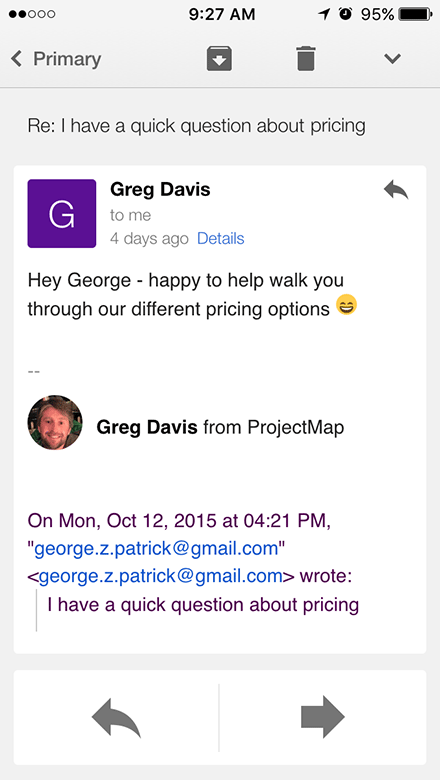 9:27 AM 95%
Primary
Re: I have a quick question about pricing
G
Greg Davis
to me
4 days ago Details
Hey George - happy to help walk you
through our different pricing options 😄
--
Greg Davis from ProjectMap
On Mon, Oct 12, 2015 at 04:21 PM,
"george.z.patrick@gmail.com"
<george.z.patrick@gmail.com> wrote:
I have a quick question about pricing